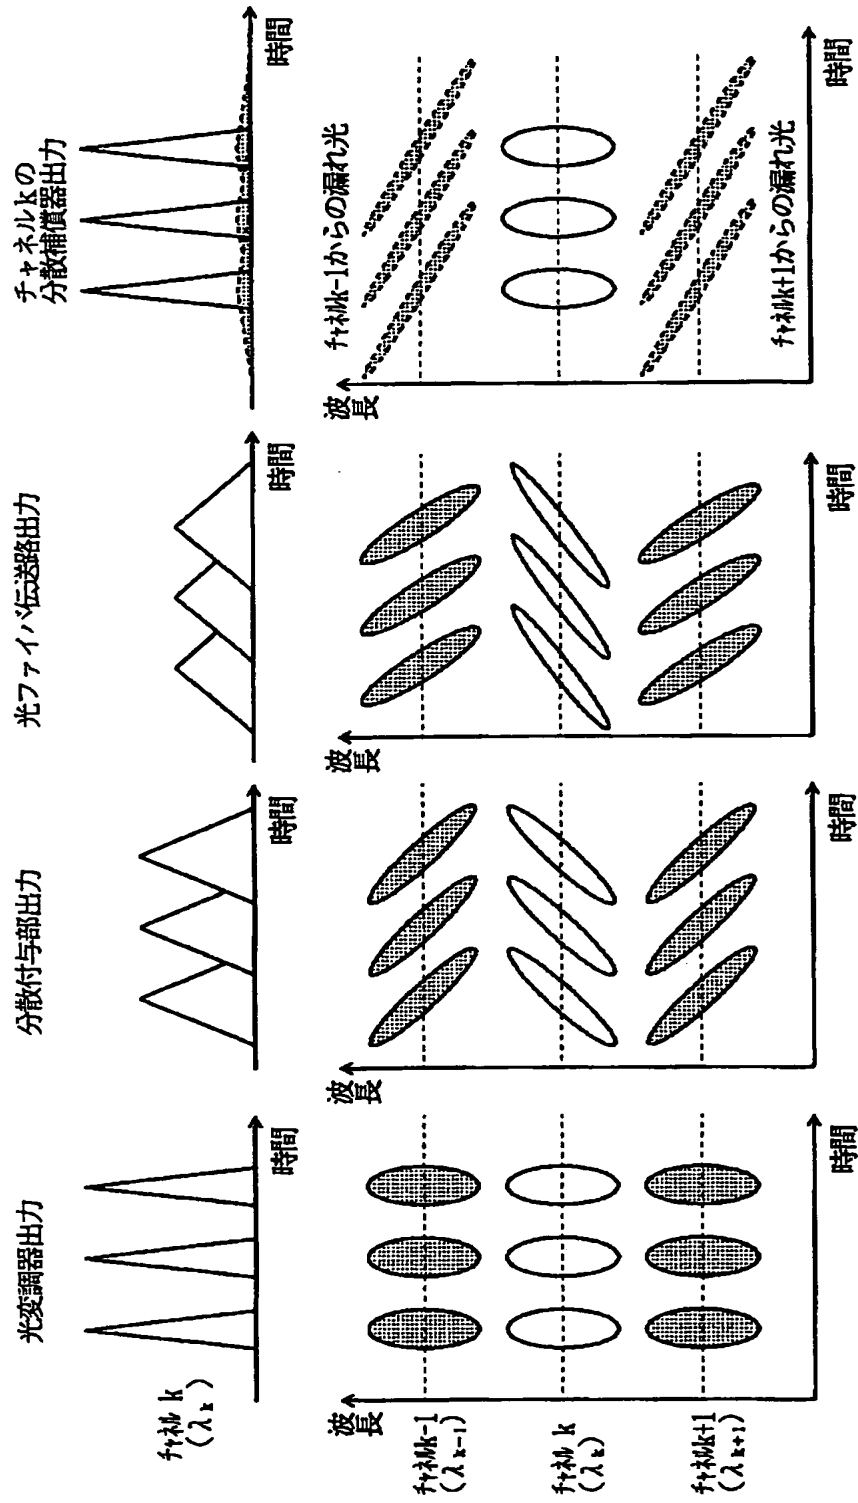 光変調器出力
分散付与部出力
光ファイバ伝送路出力
チャネルkの
分散補償器出力
チャネル k
(λk)
時間
時間
時間
時間
波長
波長
波長
波長
チャネルk-1
(λk-1)
チャネル k
(λk)
チャネルk+1
(λk+1)
チャネルk-1からの漏れ光
チャネルk+1からの漏れ光
時間
時間
時間
時間